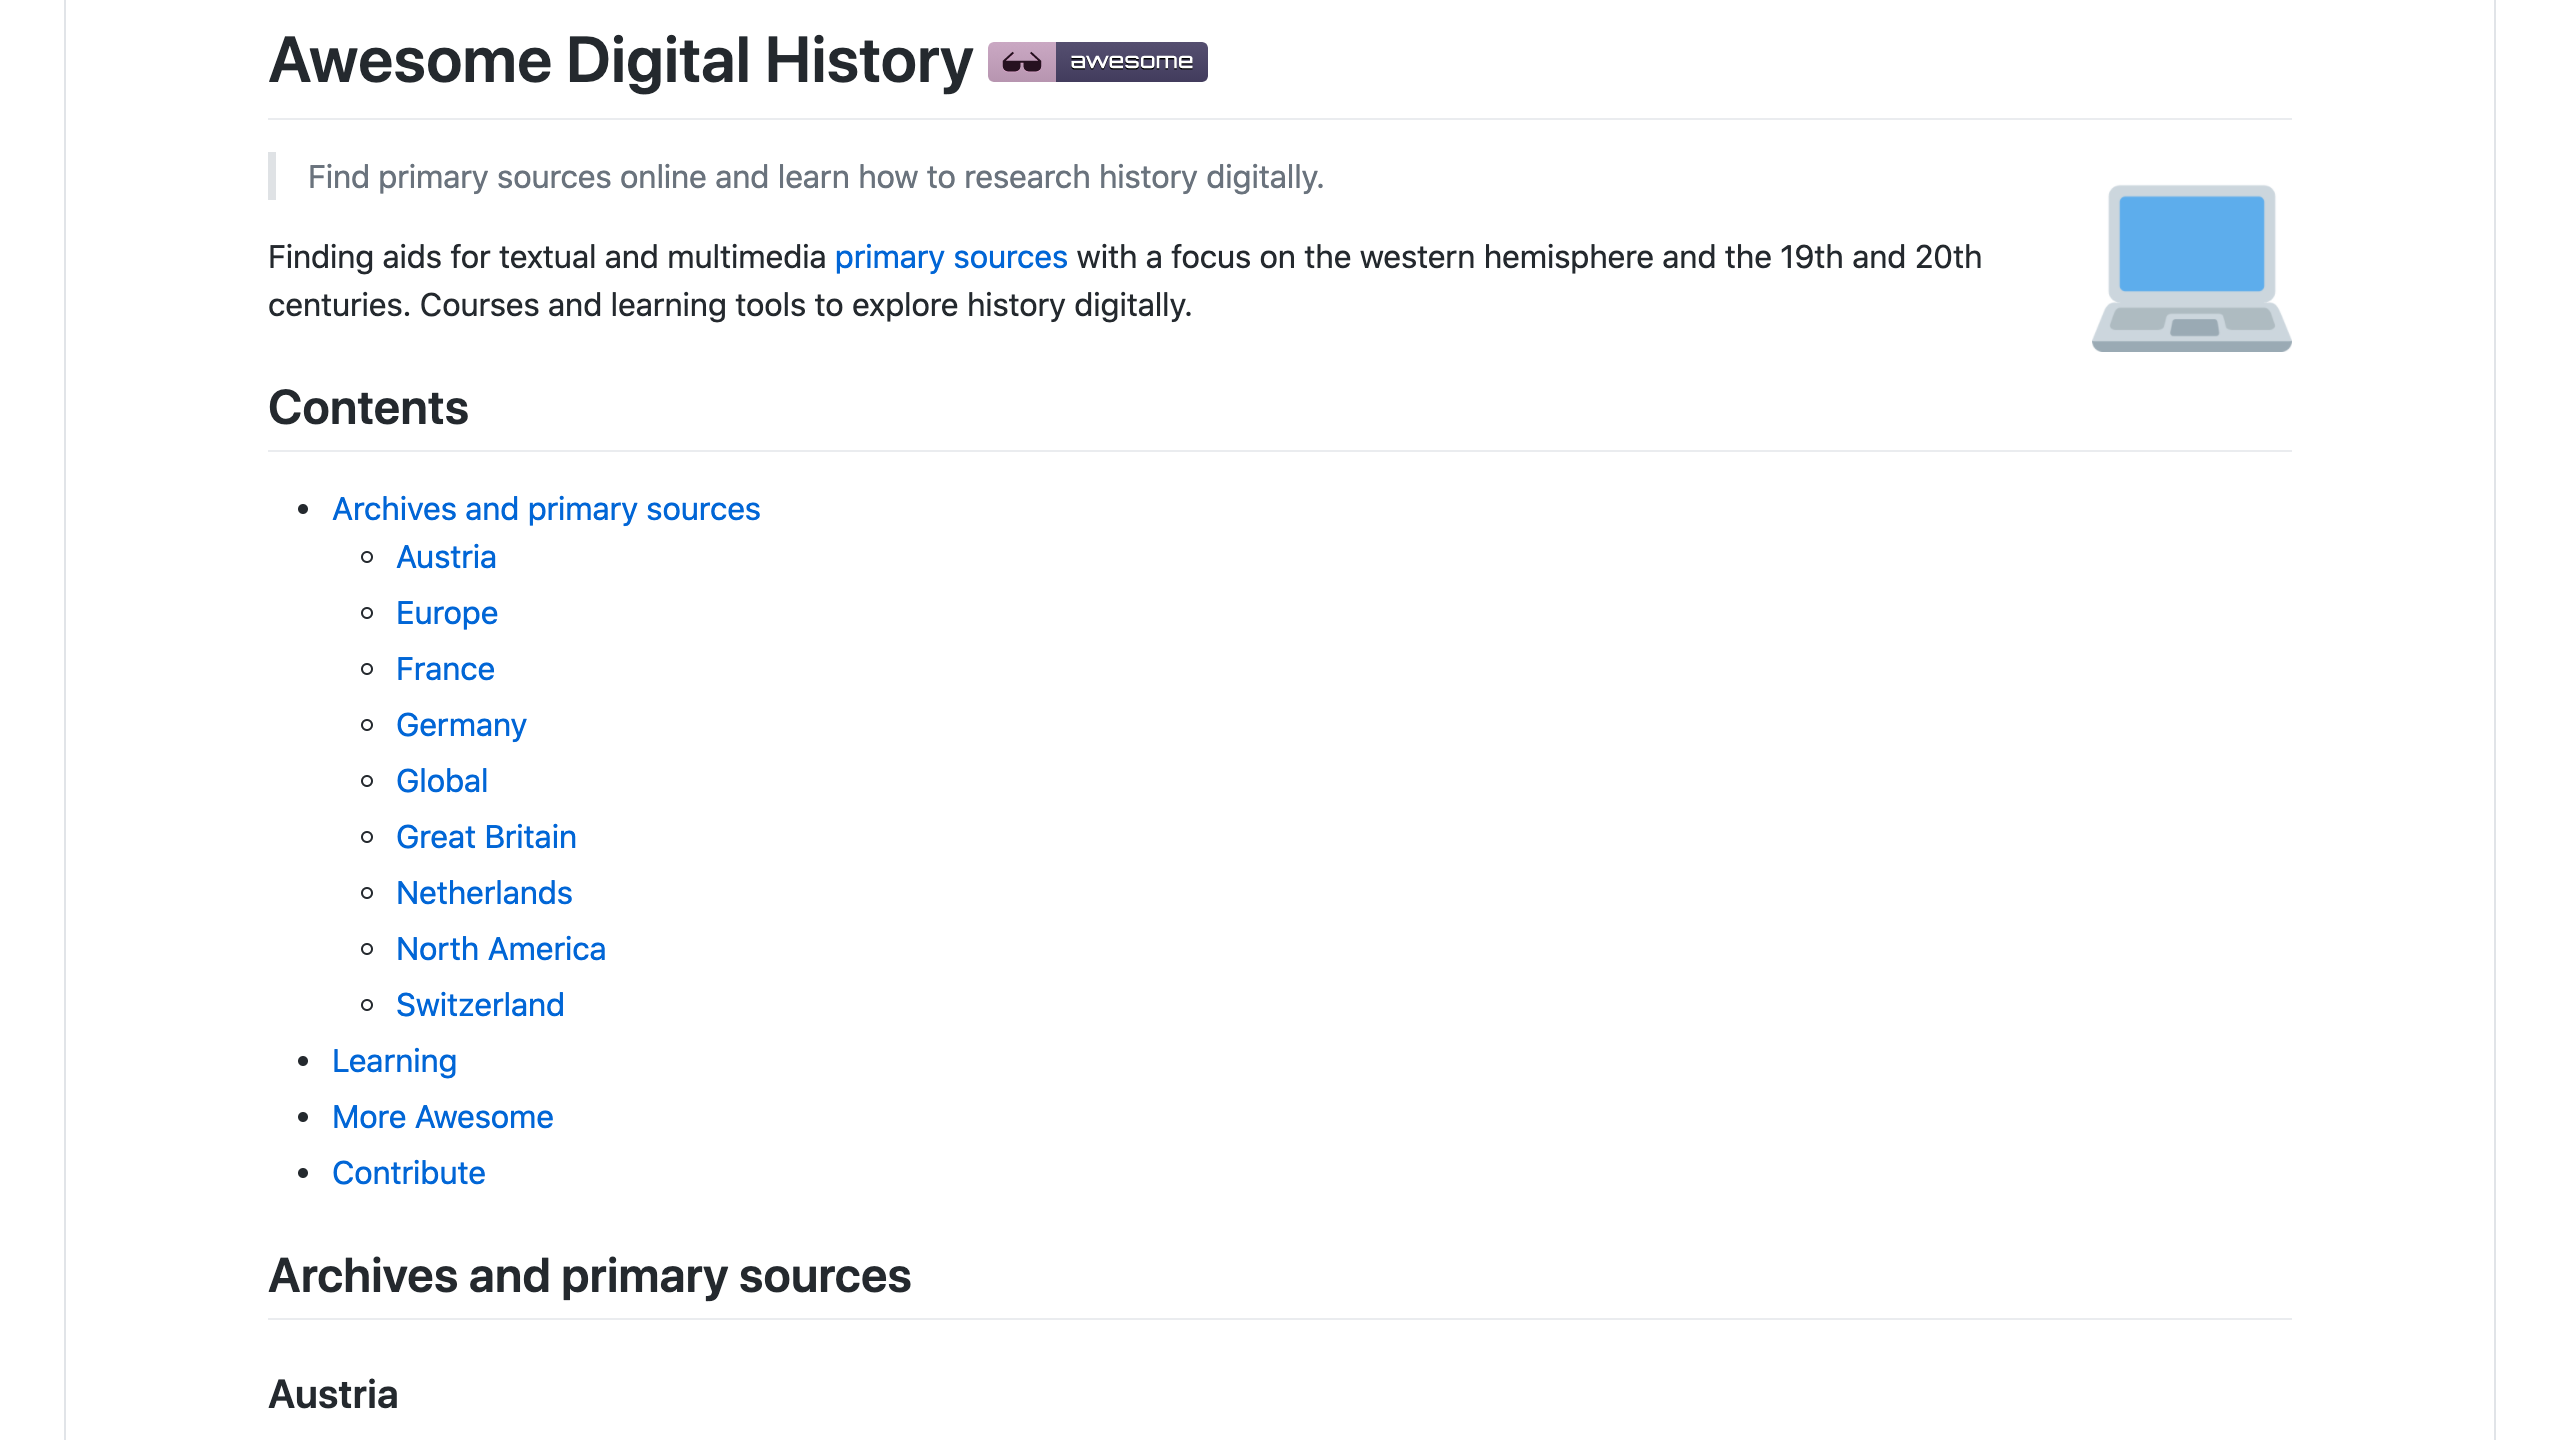 Awesome Digital History awesome
Find primary sources online and learn how to research history digitally.
Finding aids for textual and multimedia primary sources with a focus on the western hemisphere and the 19th and 20th
centuries. Courses and learning tools to explore history digitally.
Contents
Archives and primary sources
Austria
Europe
France
Germany
Global
Great Britain
Netherlands
North America
Switzerland
Learning
More Awesome
Contribute
Archives and primary sources
Austria